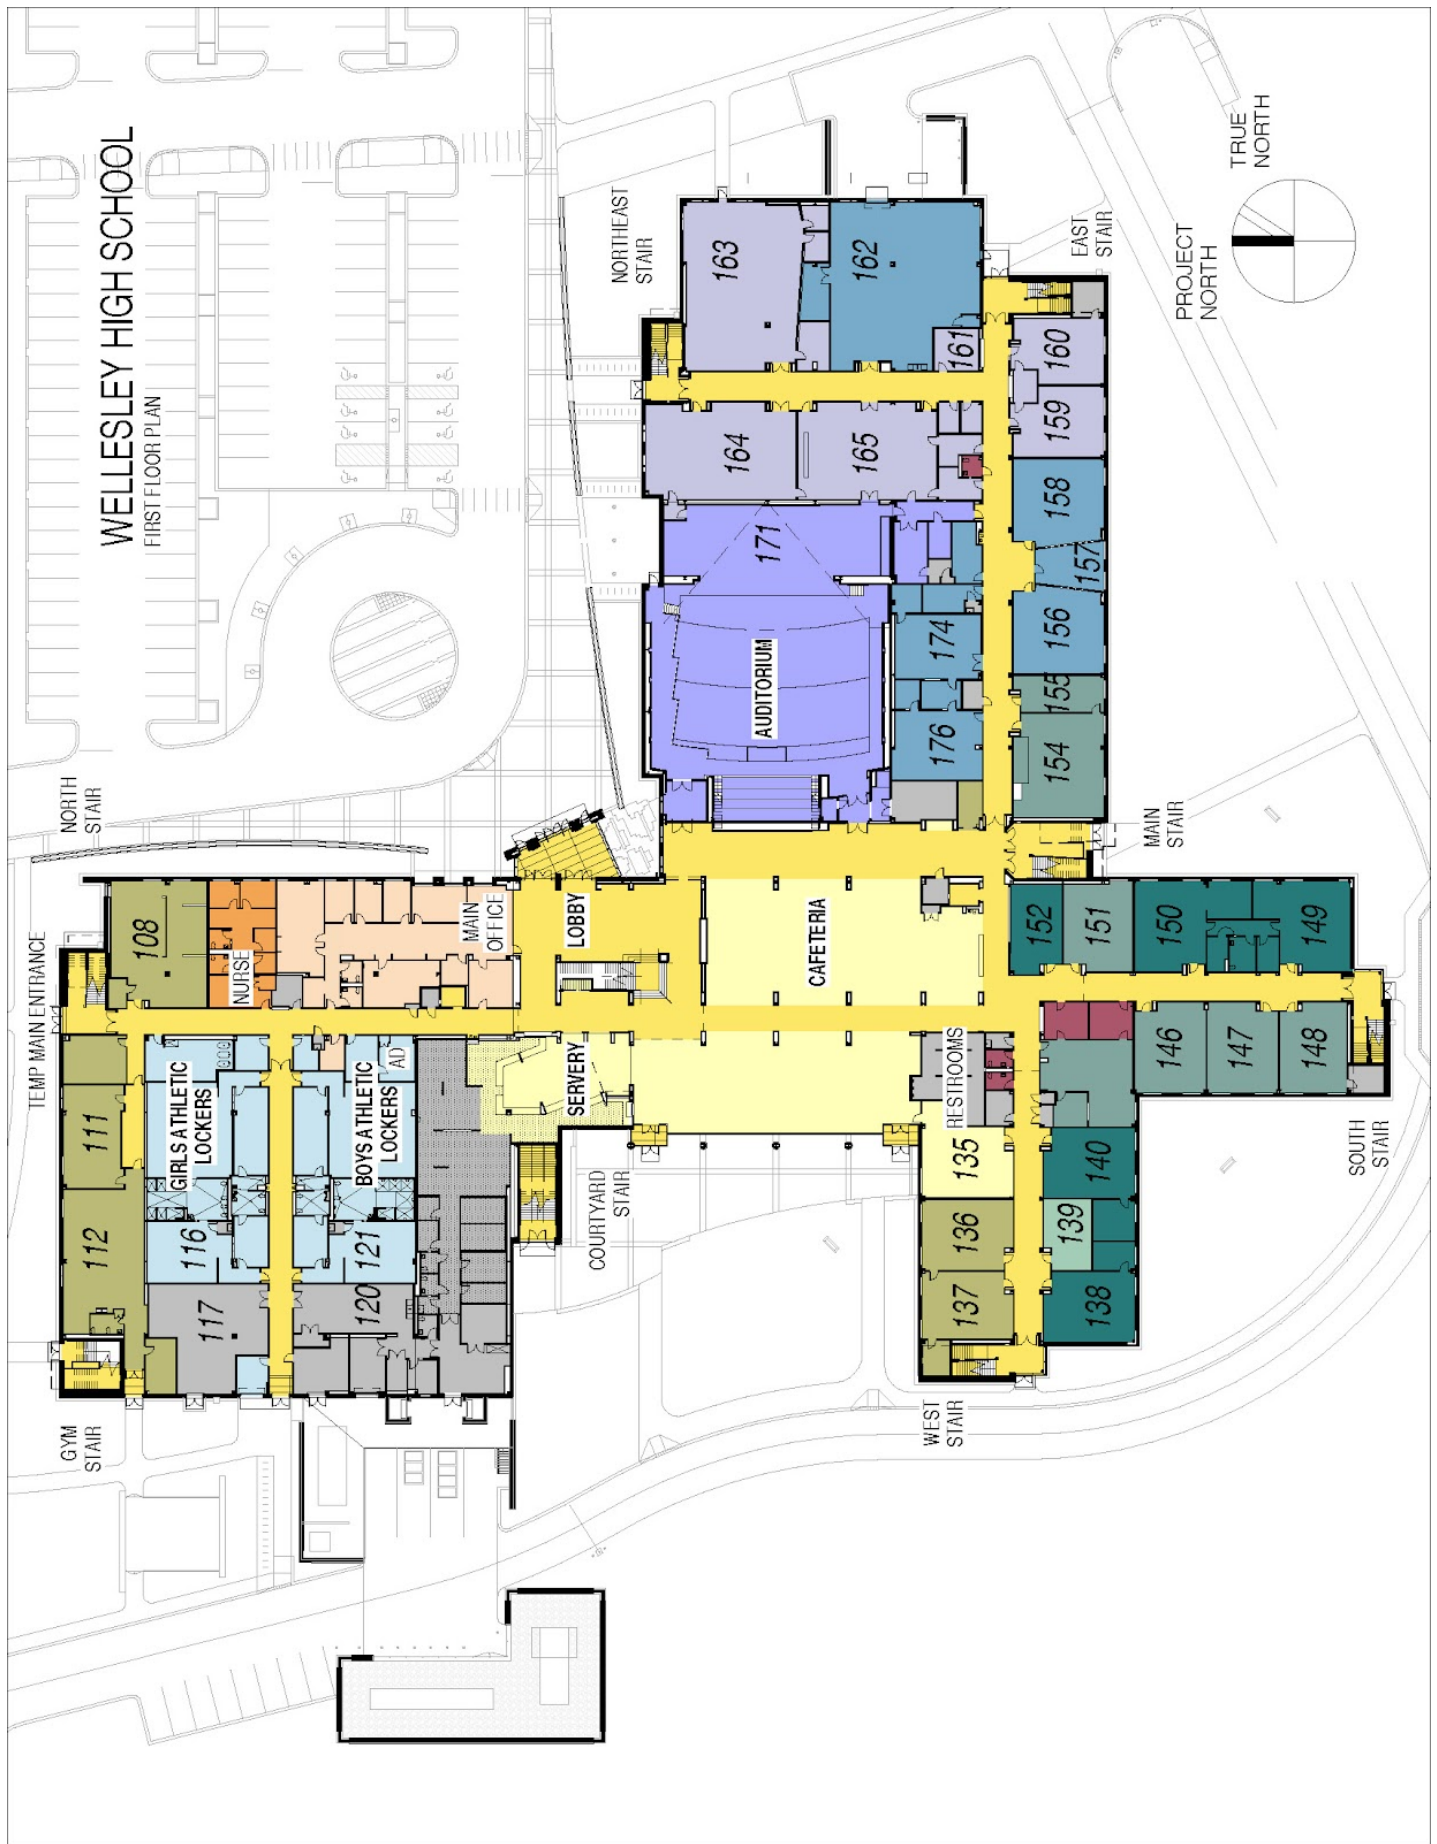 WELLESLEY HIGH SCHOOL
FIRST FLOOR PLAN
TEMP MAIN ENTRANCE
NORTH
STAIR
GYM
STAIR
108
NURSE
MAIN
OFFICE
111
112
GIRLS ATHLETIC
LOCKERS
BOYS ATHLETIC
LOCKERS
AD
116
117
120
121
LOBBY
SERVERY
COURTYARD
STAIR
CAFETERIA
AUDITORIUM
171
NORTHEAST
STAIR
163
162
161
164
165
160
159
158
157
156
155
154
174
176
EAST
STAIR
MAIN
STAIR
152
151
150
149
146
147
148
SOUTH
STAIR
RESTROOMS
135
136
137
140
139
138
WEST
STAIR
PROJECT
NORTH
TRUE
NORTH